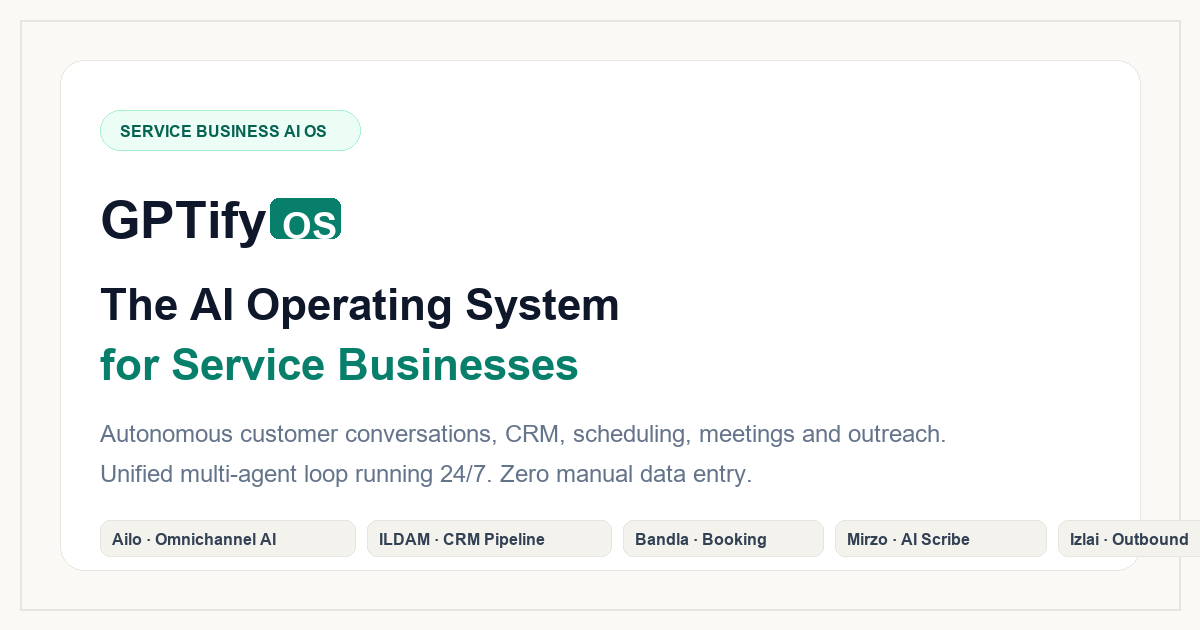 SERVICE BUSINESS AI OS
GPTify OS
The AI Operating System
for Service Businesses
Autonomous customer conversations, CRM, scheduling, meetings and outreach.
Unified multi-agent loop running 24/7. Zero manual data entry.
Ailo · Omnichannel AI ILDAM · CRM Pipeline Bandla · Booking Mirzo · AI Scribe Izlai · Outbound